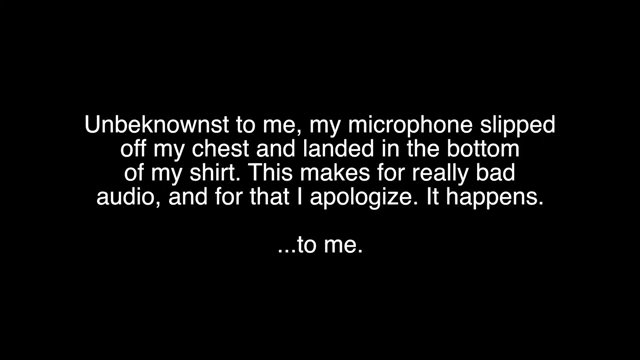 Unbeknownst to me, my microphone slipped
off my chest and landed in the bottom
of my shirt. This makes for really bad
audio, and for that I apologize. It happens.
...to me.